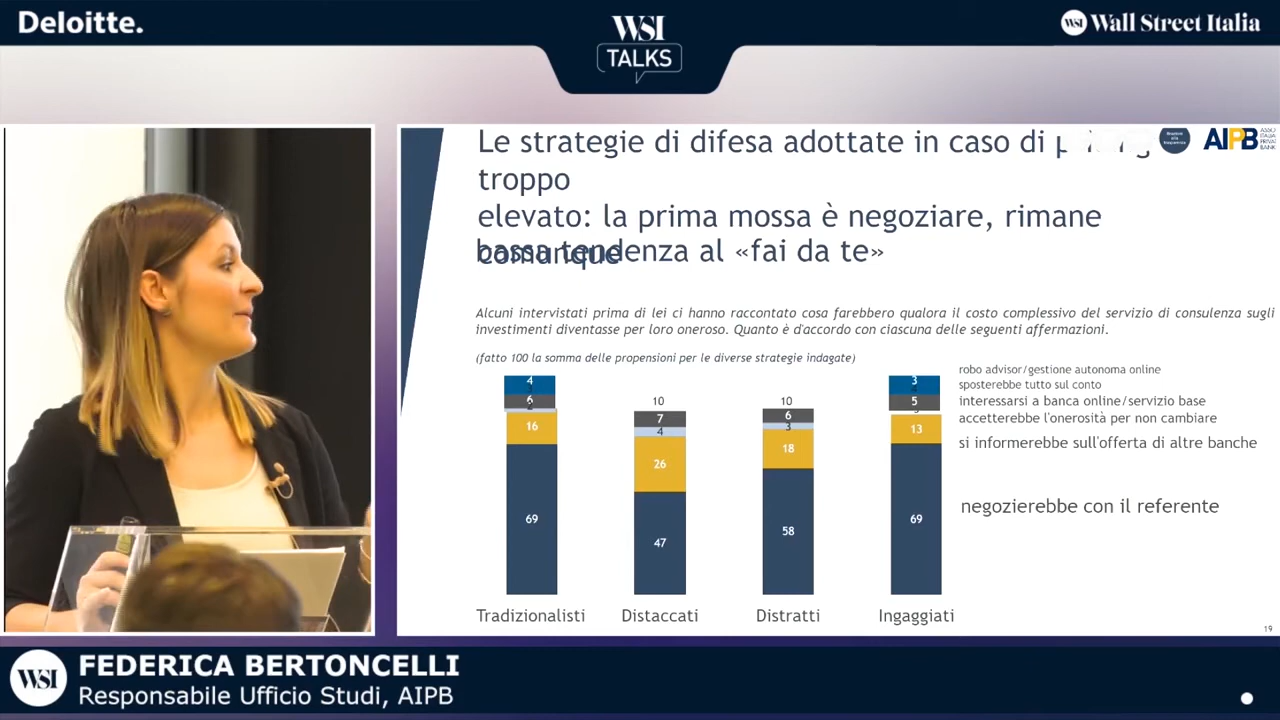 Deloitte.
WSI
TALKS
WSI Wall Street Italia
Le strategie di difesa adottate in caso di
troppo
elevato: la prima mossa è negoziare, rimane
comunque
bassa tendenza al «fai da te»
AIPB
Alcuni intervistati prima di lei ci hanno raccontato cosa farebbero qualora il costo complessivo del servizio di consulenza sugli
investimenti diventasse per loro oneroso. Quanto è d'accordo con ciascuna delle seguenti affermazioni.
(fatto 100 la somma delle propensioni per le diverse strategie indagate)
robo advisor/gestione autonoma online
sposterebbe tutto sul conto
interessarsi a banca online/servizio base
accetterebbe l'onerosità per non cambiare
si informerebbe sull'offerta di altre banche
negozierebbe con il referente
4
6
16
69
10
7
4
26
47
10
6
3
18
58
3
5
13
69
Tradizionalisti
Distaccati
Distratti
Ingaggiati
19
WSI
FEDERICA BERTONCELLI
Responsabile Ufficio Studi, AIPB